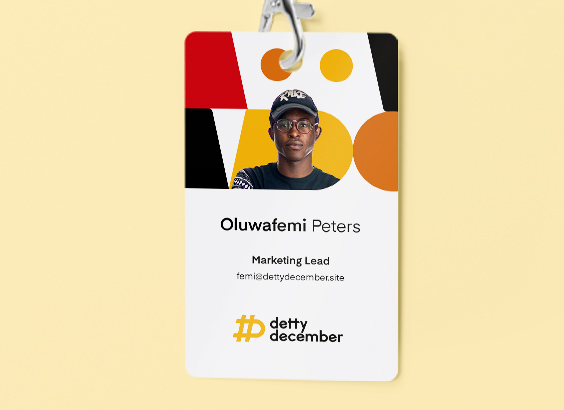 Oluwafemi Peters
Marketing Lead
femi@dettydecember.site
detty
december